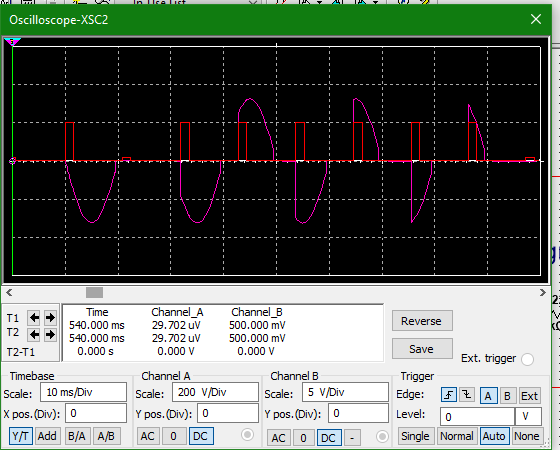 In Use List
Oscilloscope-XSC2
Time Channel_A Channel_B
T1 540.000 ms 29.702 uV 500.000 mV
T2 540.000 ms 29.702 uV 500.000 mV
T2-T1 0.000 s 0.000 V 0.000 V
Reverse
Save
Ext. trigger
Timebase
Scale: 10 ms/Div
X pos.(Div): 0
Y/T Add B/A A/B
Channel A
Scale: 200 V/Div
Y pos.(Div): 0
AC 0 DC
Channel B
Scale: 5 V/Div
Y pos.(Div): 0
AC 0 DC -
Trigger
Edge: A B Ext
Level: 0 V
Single Normal Auto None